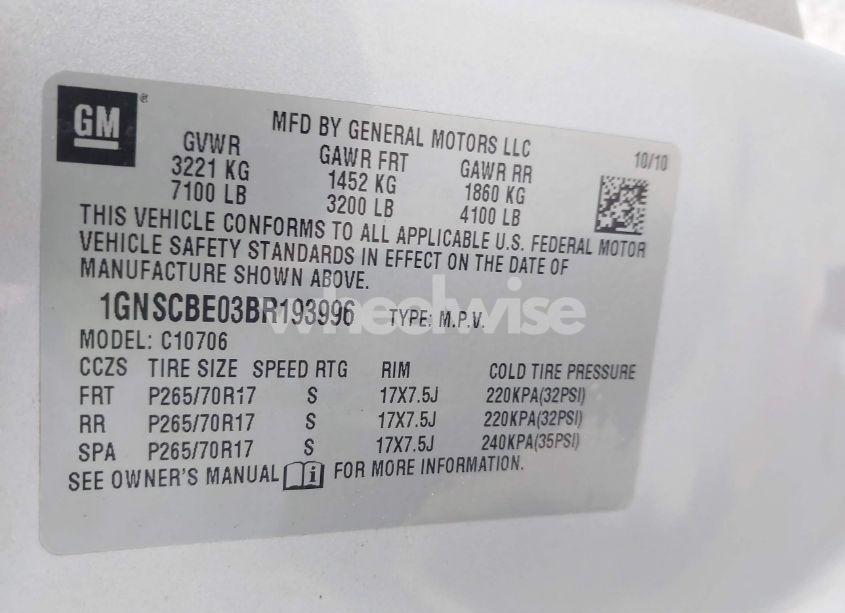 GM®
MFD BY GENERAL MOTORS LLC
10/10
GVWR GAWR FRT GAWR RR
3221 KG 1452 KG 1860 KG
7100 LB 3200 LB 4100 LB
THIS VEHICLE CONFORMS TO ALL APPLICABLE U.S. FEDERAL MOTOR
VEHICLE SAFETY STANDARDS IN EFFECT ON THE DATE OF
MANUFACTURE SHOWN ABOVE.
1GNSCBE03BR193996 TYPE: M.P.V.
wheelwise
MODEL: C10706
CCZS TIRE SIZE SPEED RTG RIM COLD TIRE PRESSURE
FRT P265/70R17 S 17X7.5J 220KPA(32PSI)
RR P265/70R17 S 17X7.5J 220KPA(32PSI)
SPA P265/70R17 S 17X7.5J 240KPA(35PSI)
SEE OWNER'S MANUAL i FOR MORE INFORMATION.